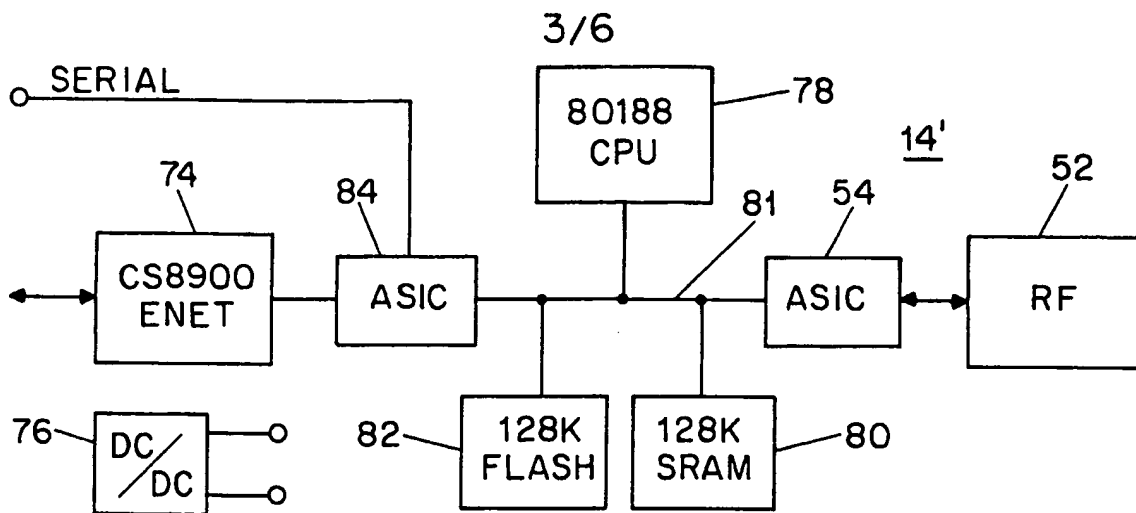 3/6
SERIAL
80188
CPU
78
14'
74
84
81
54
52
CS8900
ENET
ASIC
ASIC
RF
76
DC/DC
82
128K
FLASH
128K
SRAM
80